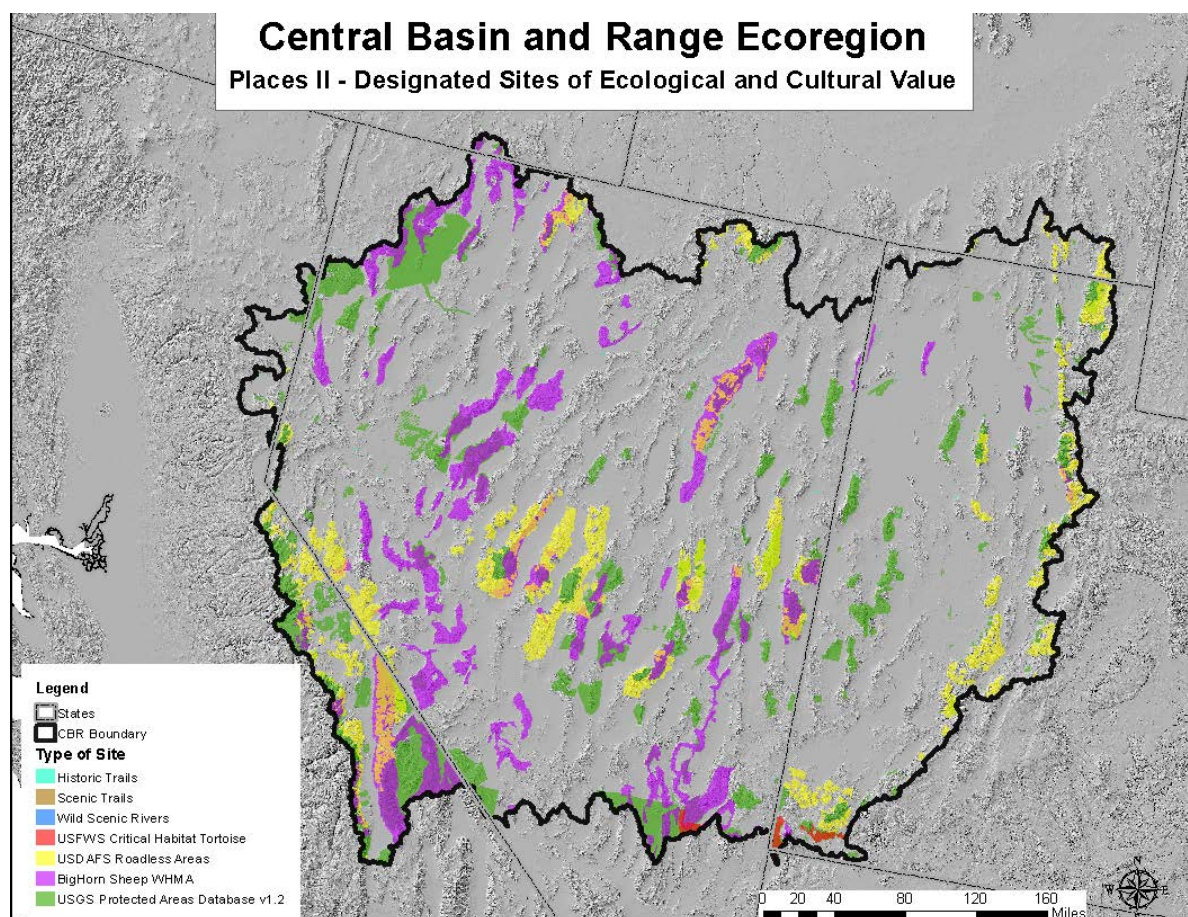 Central Basin and Range Ecoregion
Places II - Designated Sites of Ecological and Cultural Value
Legend
States
CBR Boundary
Type of Site
Historic Trails
Scenic Trails
Wild Scenic Rivers
USFWS Critical Habitat Tortoise
USDAFS Roadless Areas
BigHorn Sheep WHMA
USGS Protected Areas Database v1.2
0 20 40 80 120 160
Miles
N
W E
S